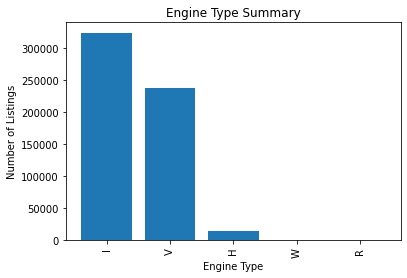 Engine Type Summary
Number of Listings
300000
250000
200000
150000
100000
50000
0
I
V
H
W
R
Engine Type